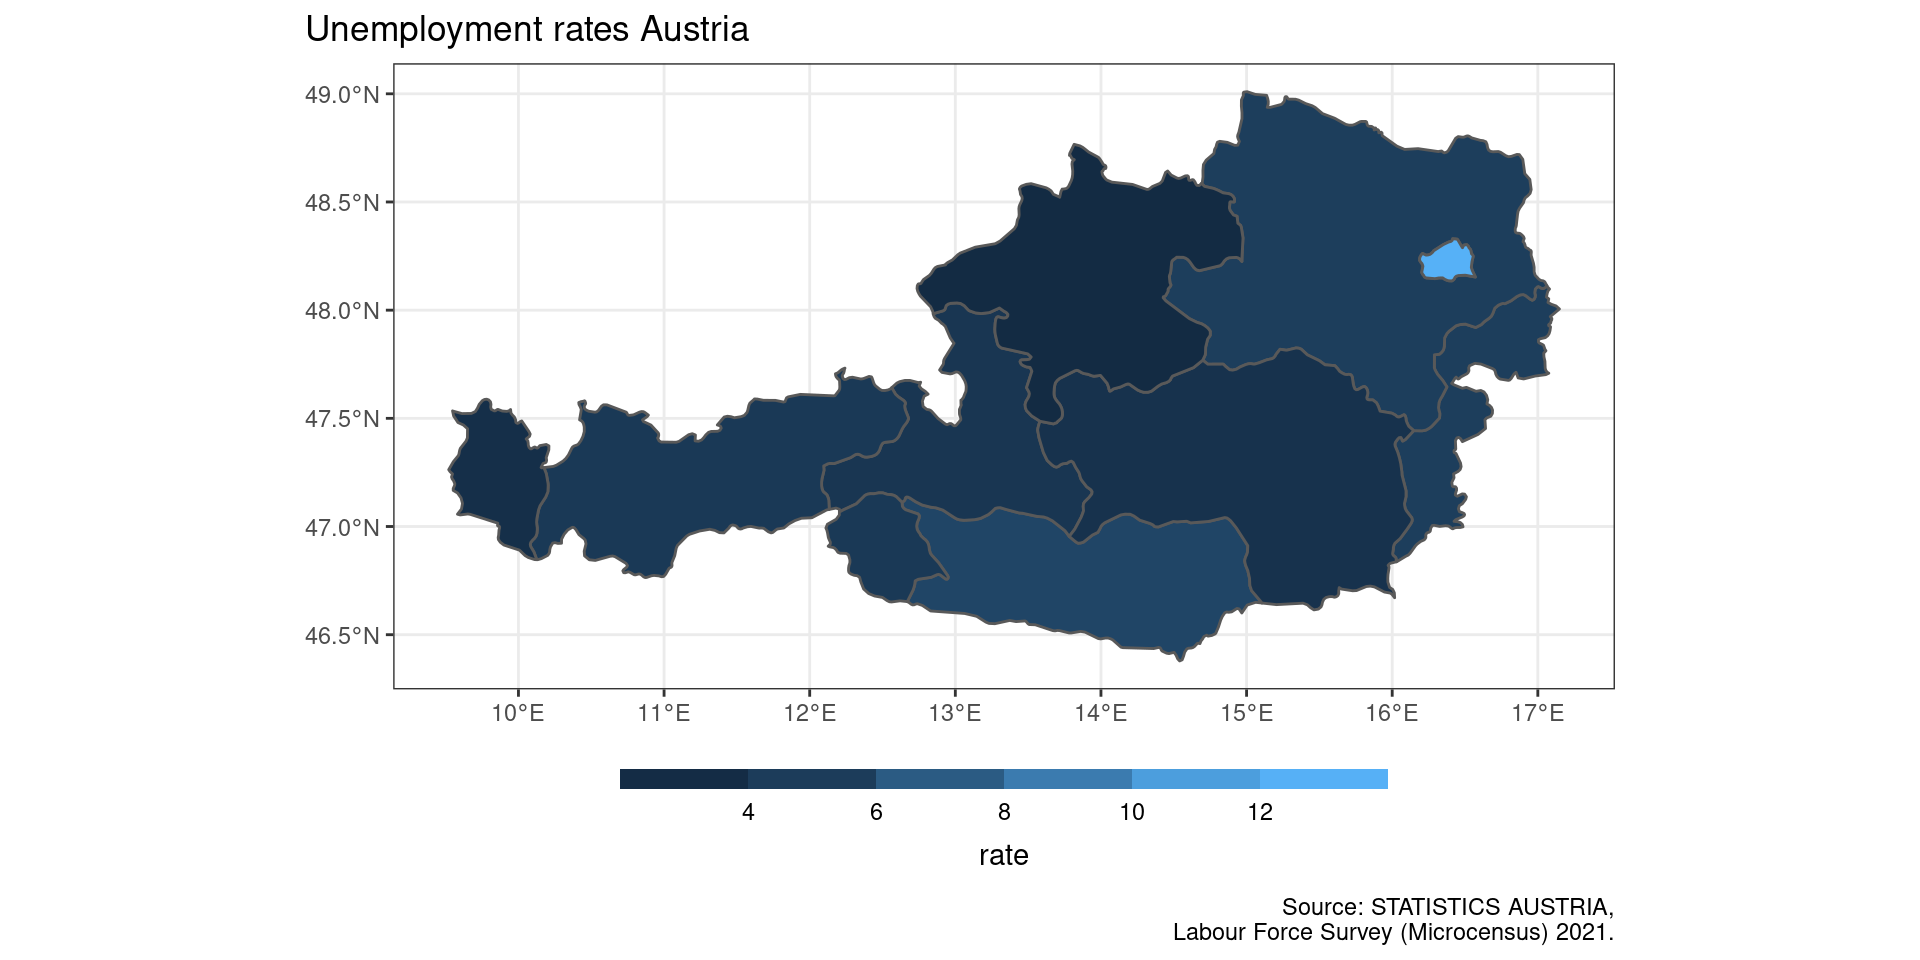 Unemployment rates Austria
49.0°N
48.5°N
48.0°N
47.5°N
47.0°N
46.5°N
10°E 11°E 12°E 13°E 14°E 15°E 16°E 17°E
4 6 8 10 12
rate
Source: STATISTICS AUSTRIA,
Labour Force Survey (Microcensus) 2021.